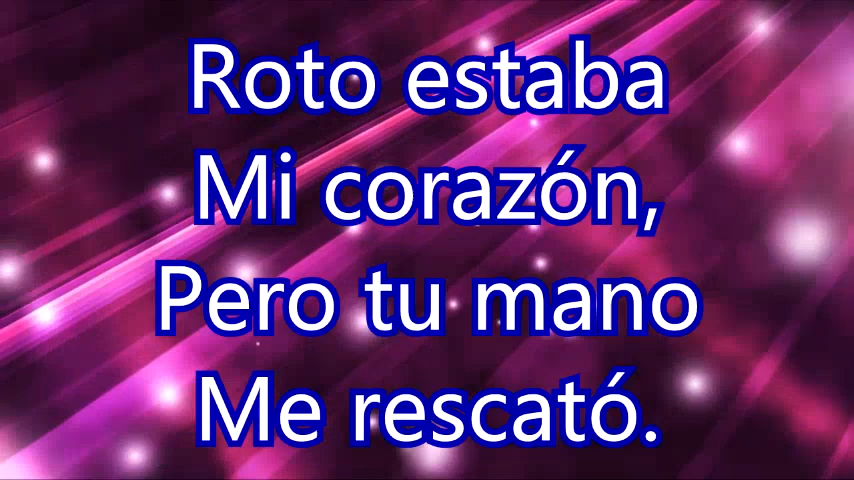 Roto estaba
Mi corazón,
Pero tu mano
Me rescató.